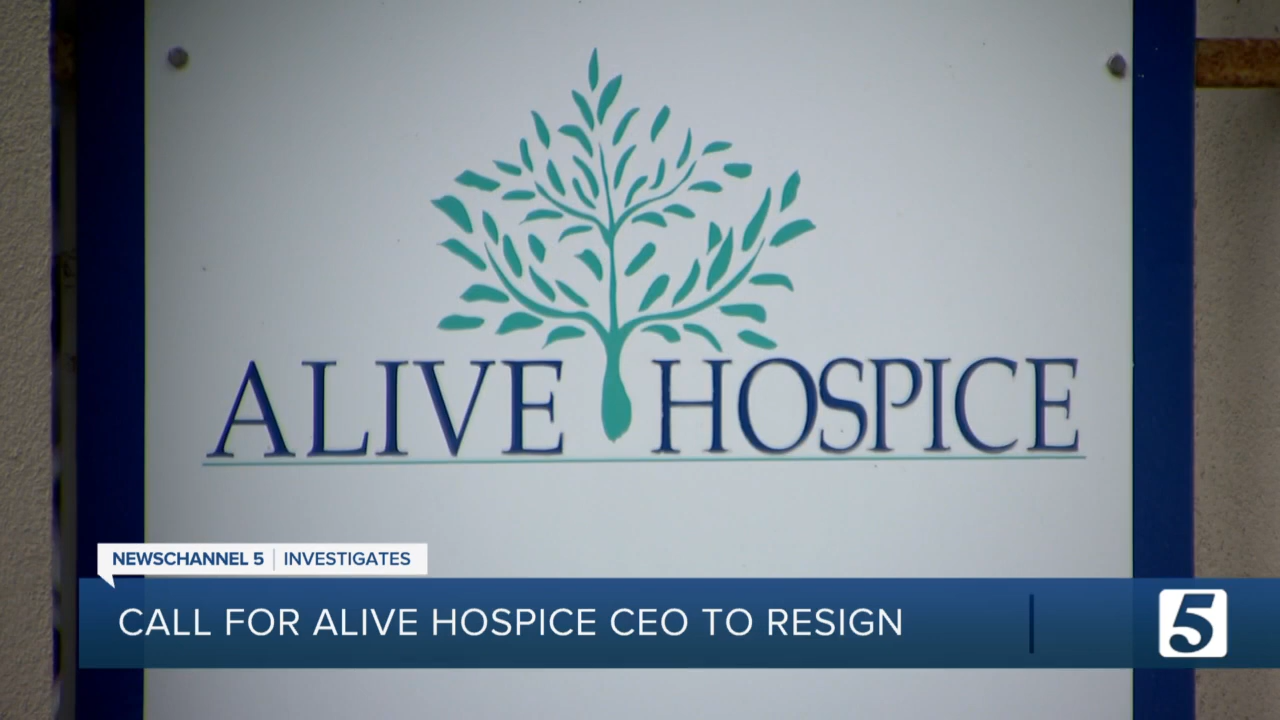 ALIVE HOSPICE
NEWSCHANNEL 5 | INVESTIGATES
CALL FOR ALIVE HOSPICE CEO TO RESIGN
5